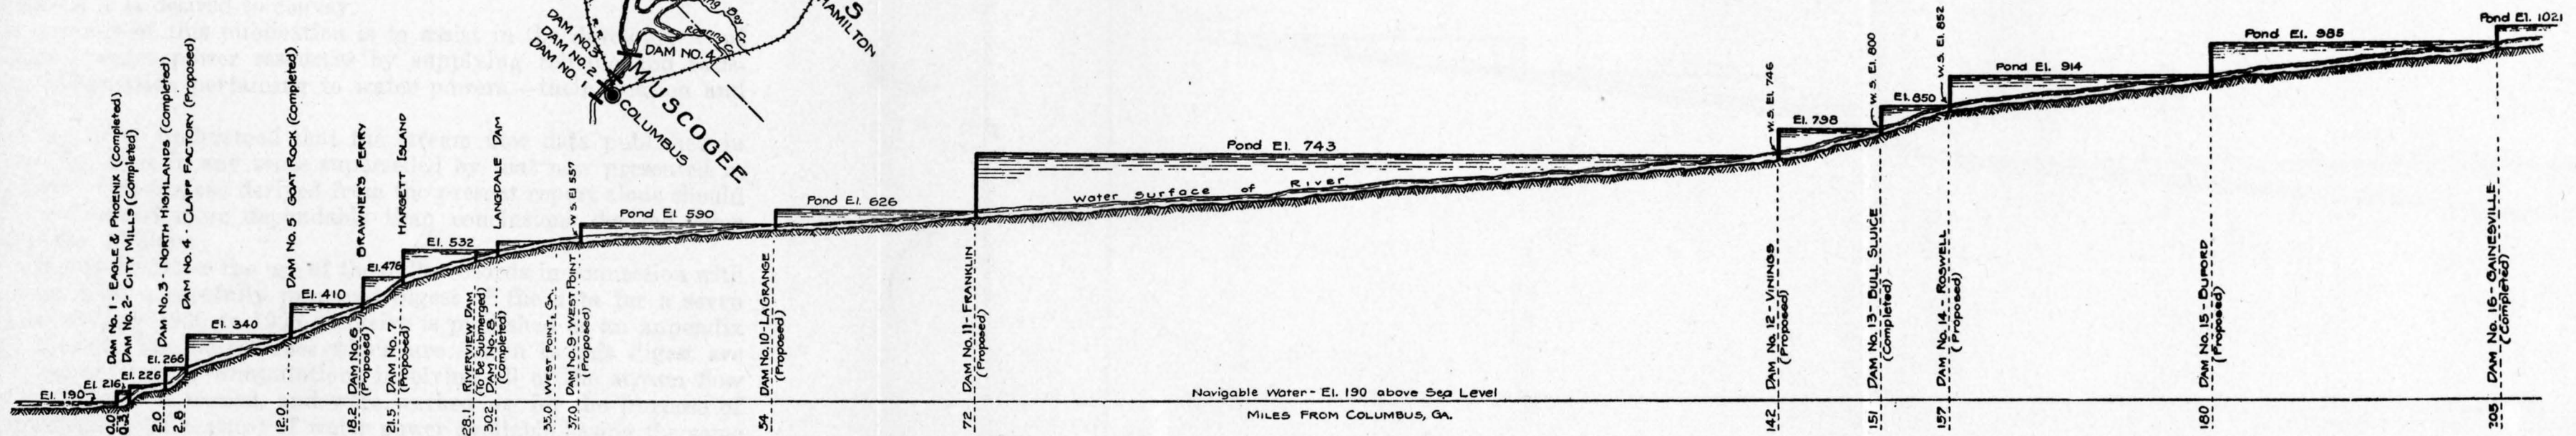 S
HAMILTON
Roaring Cr.
DAM NO.3
DAM NO. 2
DAM NO. 1
DAM NO. 4
MUSCOGEE
COLUMBUS
Pond El. 1021
Pond El. 985
Pond El. 914
El. 850
El. 798
Pond El. 743
Pond El. 626
Pond El. 590
El. 532
El. 476
El. 410
El. 340
El. 266
El. 226
El. 216
El. 190
W.S. El. 557
W.S. El. 746
W.S. El. 800
W.S. El. 852
Water Surface of River
DAM No. 1 - EAGLE & PHOENIX (Completed)
DAM No. 2 - CITY MILLS (Completed)
DAM No. 3 - NORTH HIGHLANDS (Completed)
DAM No. 4 - CLAPP FACTORY (Proposed)
DAM No. 5 GOAT ROCK (Completed)
BRAWNERS FERRY
DAM No. 6
(Proposed)
HARGETT ISLAND
DAM No. 7
(Proposed)
RIVERVIEW DAM
(To Be Submerged)
LANGDALE DAM
DAM No. 8
(Completed)
WEST POINT, GA.
DAM No. 9 - WEST POINT
(Proposed)
DAM No. 10 - LA GRANGE
(Proposed)
DAM No. 11 - FRANKLIN
(Proposed)
DAM No. 12 - VININGS
(Proposed)
DAM No. 13 - BULL SLUICE
(Completed)
DAM No. 14 - ROSWELL
(Proposed)
DAM No. 15 - BUFORD
(Proposed)
DAM No. 16 - GAINESVILLE
(Completed)
Navigable Water - El. 190 above Sea Level
0.0
0.3
2.0
2.8
12.0
18.2
21.5
28.1
30.2
35.0
37.0
54
72
142
151
157
180
205
MILES FROM COLUMBUS, GA.